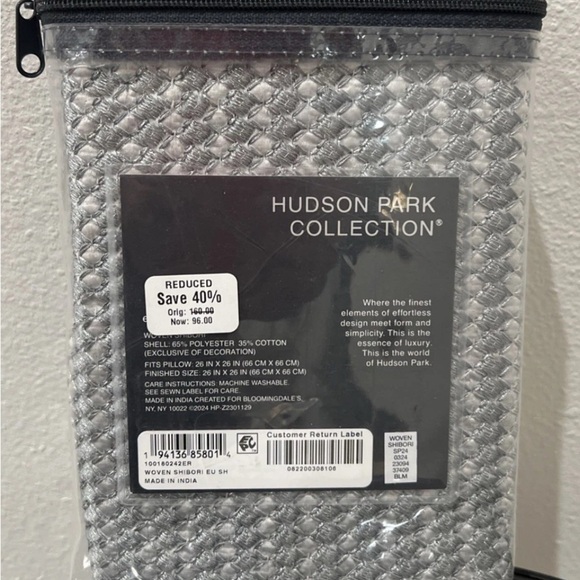 HUDSON PARK
COLLECTION®
REDUCED
Save 40%
Orig: 160.00
Now: 96.00
Where the finest
elements of effortless
design meet form and
simplicity. This is the
essence of luxury.
This is the world
of Hudson Park.
WOVEN SHIBORI
SHELL: 65% POLYESTER 35% COTTON
(EXCLUSIVE OF DECORATION)
FITS PILLOW: 26 IN X 26 IN (66 CM X 66 CM)
FINISHED SIZE: 26 IN X 26 IN (66 CM X 66 CM)
CARE INSTRUCTIONS: MACHINE WASHABLE.
SEE SEWN LABEL FOR CARE.
MADE IN INDIA CREATED FOR BLOOMINGDALE'S
NY, NY 10022 ©2024 HP-Z2301129
1 94136 85801 4
100180242ER
WOVEN SHIBORI EU SH
MADE IN INDIA
Customer Return Label
082200308106
WOVEN
SHIBORI
SP24
0324
23094
37409
BLM